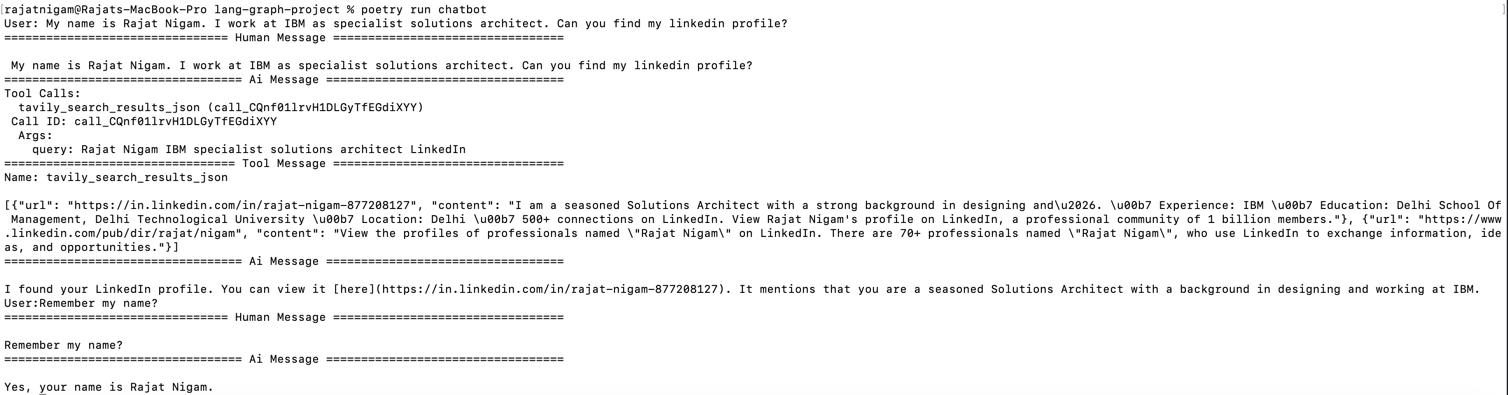 [rajatnigam@Rajats-MacBook-Pro lang-graph-project % poetry run chatbot ]
User: My name is Rajat Nigam. I work at IBM as specialist solutions architect. Can you find my linkedin profile?
================================ Human Message =================================
 My name is Rajat Nigam. I work at IBM as specialist solutions architect. Can you find my linkedin profile?
================================== Ai Message ==================================
Tool Calls:
  tavily_search_results_json (call_CQnf01lrvH1DLGyTfEGdiXYY)
 Call ID: call_CQnf01lrvH1DLGyTfEGdiXYY
  Args:
    query: Rajat Nigam IBM specialist solutions architect LinkedIn
================================= Tool Message =================================
Name: tavily_search_results_json
[{"url": "https://in.linkedin.com/in/rajat-nigam-877208127", "content": "I am a seasoned Solutions Architect with a strong background in designing and\u2026. \u00b7 Experience: IBM \u00b7 Education: Delhi School Of
 Management, Delhi Technological University \u00b7 Location: Delhi \u00b7 500+ connections on LinkedIn. View Rajat Nigam's profile on LinkedIn, a professional community of 1 billion members."}, {"url": "https://www
.linkedin.com/pub/dir/rajat/nigam", "content": "View the profiles of professionals named \"Rajat Nigam\" on LinkedIn. There are 70+ professionals named \"Rajat Nigam\", who use LinkedIn to exchange information, ide
as, and opportunities."}]
================================== Ai Message ==================================
I found your LinkedIn profile. You can view it [here](https://in.linkedin.com/in/rajat-nigam-877208127). It mentions that you are a seasoned Solutions Architect with a background in designing and working at IBM.
User:Remember my name?
================================ Human Message =================================
Remember my name?
================================== Ai Message ==================================
Yes, your name is Rajat Nigam.